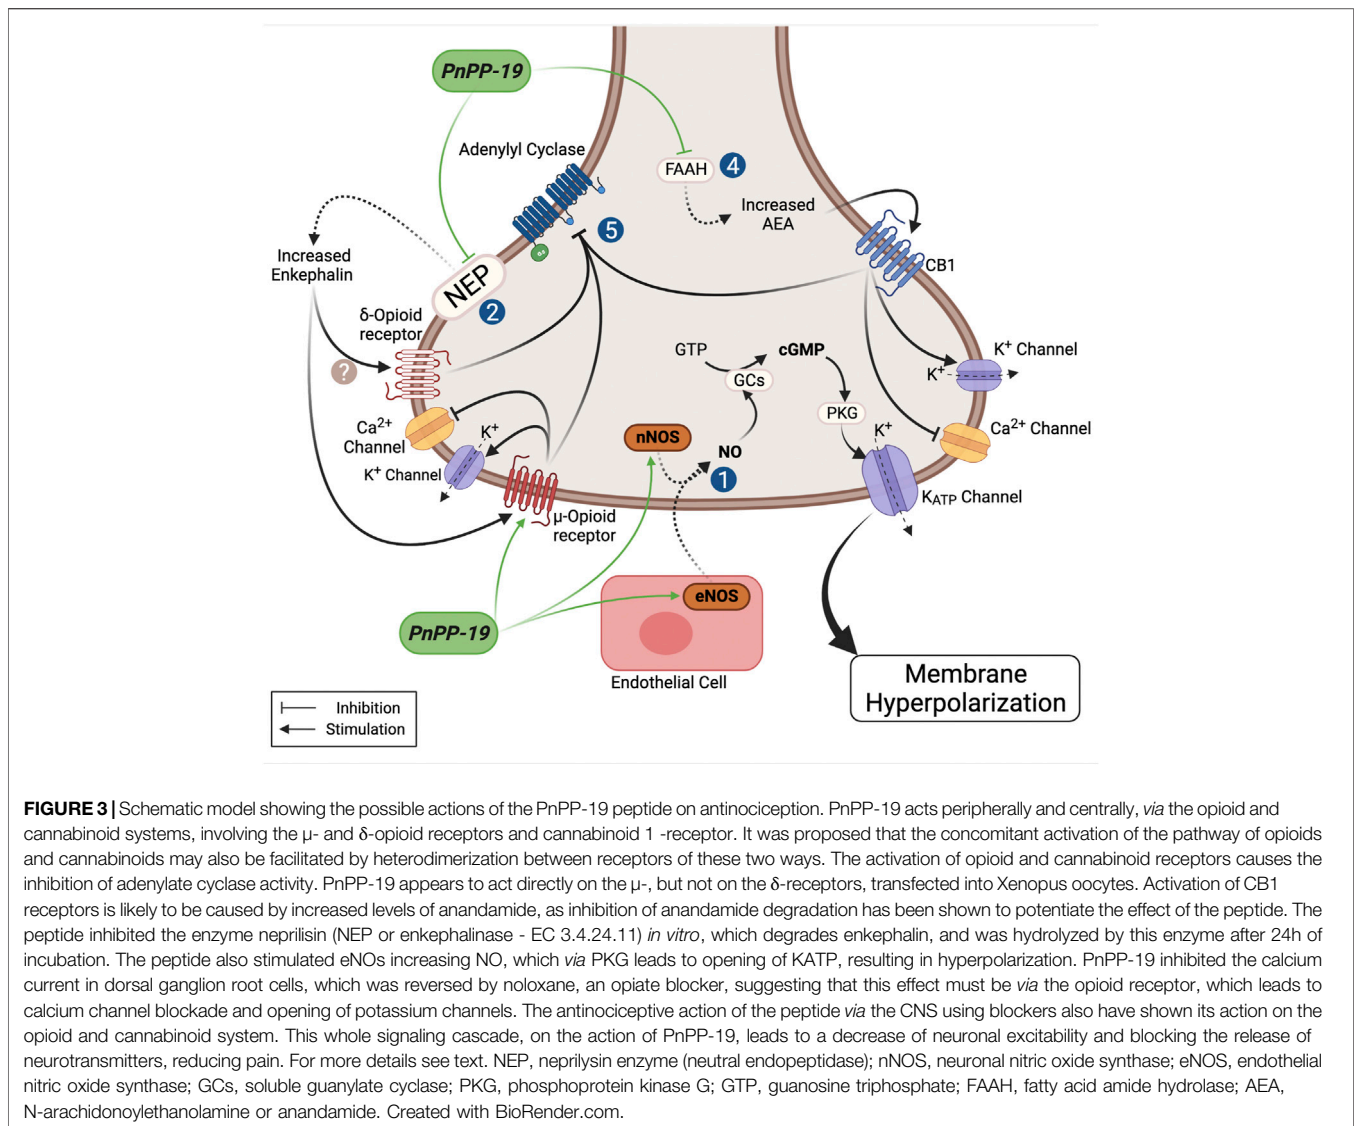 PnPP-19
Adenylyl Cyclase
FAAH
4
Increased
AEA
5
Gs
CB1
Increased
Enkephalin
NEP
2
δ-Opioid
receptor
?
GTP
cGMP
GCs
K+ Channel
K+
PKG
Ca2+
Channel
K+
K+ Channel
nNOS
NO
1
K+
Ca2+ Channel
KATP Channel
μ-Opioid
receptor
PnPP-19
eNOS
Endothelial Cell
Membrane
Hyperpolarization
Inhibition
Stimulation
FIGURE 3 | Schematic model showing the possible actions of the PnPP-19 peptide on antinociception. PnPP-19 acts peripherally and centrally, via the opioid and
cannabinoid systems, involving the μ- and δ-opioid receptors and cannabinoid 1 -receptor. It was proposed that the concomitant activation of the pathway of opioids
and cannabinoids may also be facilitated by heterodimerization between receptors of these two ways. The activation of opioid and cannabinoid receptors causes the
inhibition of adenylate cyclase activity. PnPP-19 appears to act directly on the μ-, but not on the δ-receptors, transfected into Xenopus oocytes. Activation of CB1
receptors is likely to be caused by increased levels of anandamide, as inhibition of anandamide degradation has been shown to potentiate the effect of the peptide. The
peptide inhibited the enzyme neprilisin (NEP or enkephalinase - EC 3.4.24.11) in vitro, which degrades enkephalin, and was hydrolyzed by this enzyme after 24h of
incubation. The peptide also stimulated eNOs increasing NO, which via PKG leads to opening of KATP, resulting in hyperpolarization. PnPP-19 inhibited the calcium
current in dorsal ganglion root cells, which was reversed by noloxane, an opiate blocker, suggesting that this effect must be via the opioid receptor, which leads to
calcium channel blockade and opening of potassium channels. The antinociceptive action of the peptide via the CNS using blockers also have shown its action on the
opioid and cannabinoid system. This whole signaling cascade, on the action of PnPP-19, leads to a decrease of neuronal excitability and blocking the release of
neurotransmitters, reducing pain. For more details see text. NEP, neprilysin enzyme (neutral endopeptidase); nNOS, neuronal nitric oxide synthase; eNOS, endothelial
nitric oxide synthase; GCs, soluble guanylate cyclase; PKG, phosphoprotein kinase G; GTP, guanosine triphosphate; FAAH, fatty acid amide hydrolase; AEA,
N-arachidonoylethanolamine or anandamide. Created with BioRender.com.